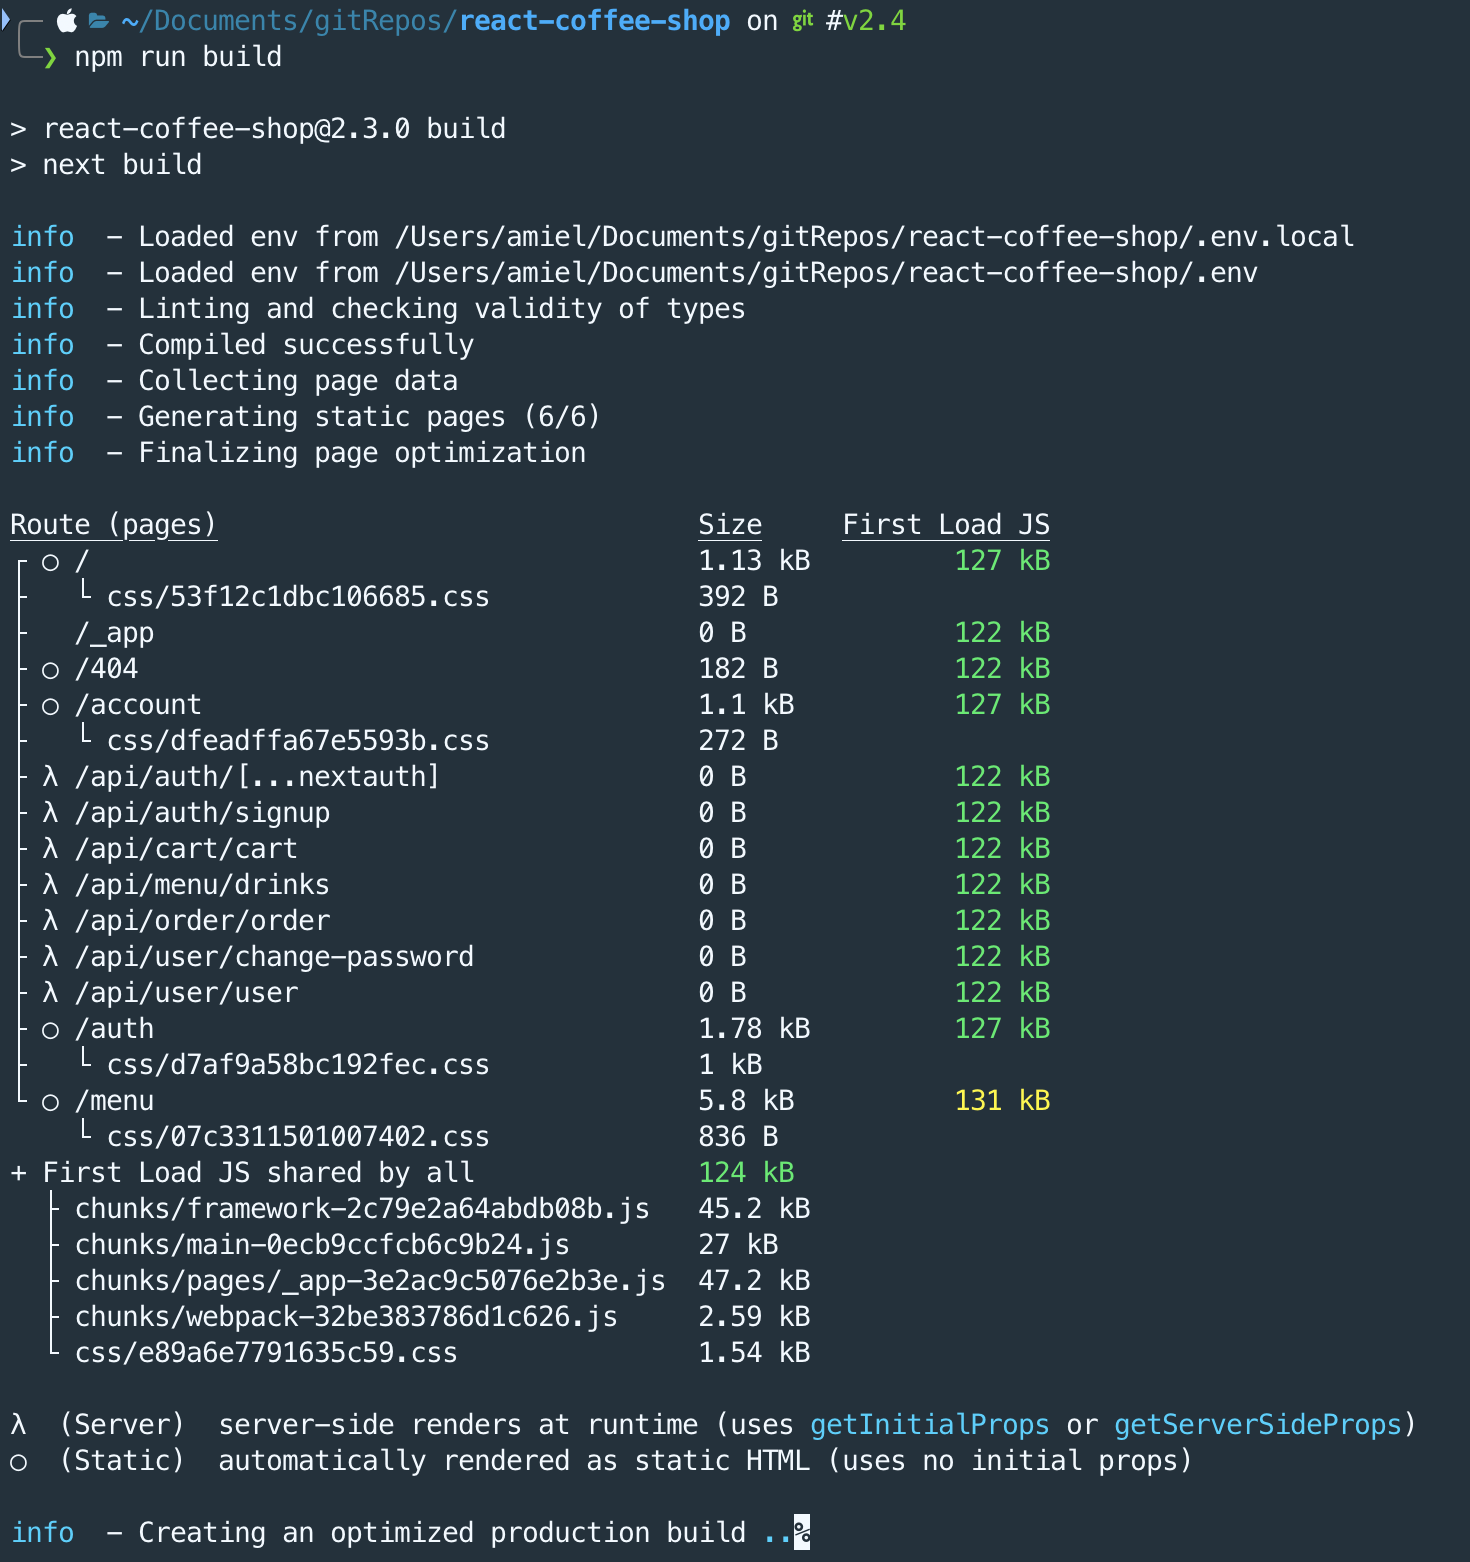 ~/Documents/gitRepos/react-coffee-shop on git #v2.4
❯ npm run build
> react-coffee-shop@2.3.0 build
> next build
info  - Loaded env from /Users/amiel/Documents/gitRepos/react-coffee-shop/.env.local
info  - Loaded env from /Users/amiel/Documents/gitRepos/react-coffee-shop/.env
info  - Linting and checking validity of types
info  - Compiled successfully
info  - Collecting page data
info  - Generating static pages (6/6)
info  - Finalizing page optimization
Route (pages)                              Size     First Load JS
┌ ○ /                                      1.13 kB         127 kB
├   └ css/53f12c1dbc106685.css             392 B
├   /_app                                  0 B             122 kB
├ ○ /404                                   182 B           122 kB
├ ○ /account                               1.1 kB          127 kB
├   └ css/dfeadffa67e5593b.css             272 B
├ λ /api/auth/[...nextauth]                0 B             122 kB
├ λ /api/auth/signup                       0 B             122 kB
├ λ /api/cart/cart                         0 B             122 kB
├ λ /api/menu/drinks                       0 B             122 kB
├ λ /api/order/order                       0 B             122 kB
├ λ /api/user/change-password              0 B             122 kB
├ λ /api/user/user                         0 B             122 kB
├ ○ /auth                                  1.78 kB         127 kB
├   └ css/d7af9a58bc192fec.css             1 kB
└ ○ /menu                                  5.8 kB          131 kB
    └ css/07c3311501007402.css             836 B
+ First Load JS shared by all              124 kB
  ├ chunks/framework-2c79e2a64abdb08b.js   45.2 kB
  ├ chunks/main-0ecb9ccfcb6c9b24.js        27 kB
  ├ chunks/pages/_app-3e2ac9c5076e2b3e.js  47.2 kB
  ├ chunks/webpack-32be383786d1c626.js     2.59 kB
  └ css/e89a6e7791635c59.css               1.54 kB
λ  (Server)  server-side renders at runtime (uses getInitialProps or getServerSideProps)
○  (Static)  automatically rendered as static HTML (uses no initial props)
info  - Creating an optimized production build ..%